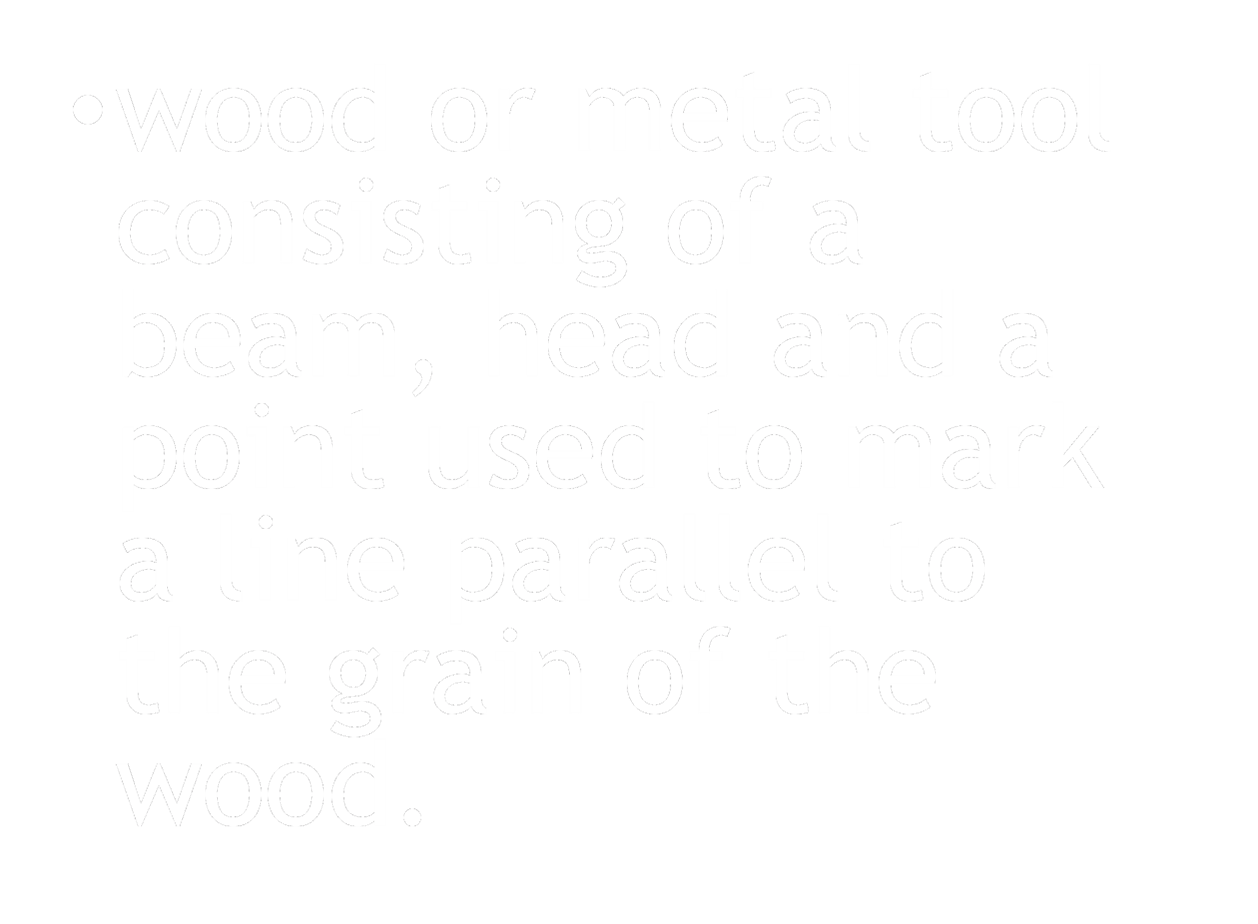 •wood or metal tool
consisting of a
beam, head and a
point used to mark
a line parallel to
the grain of the
wood.